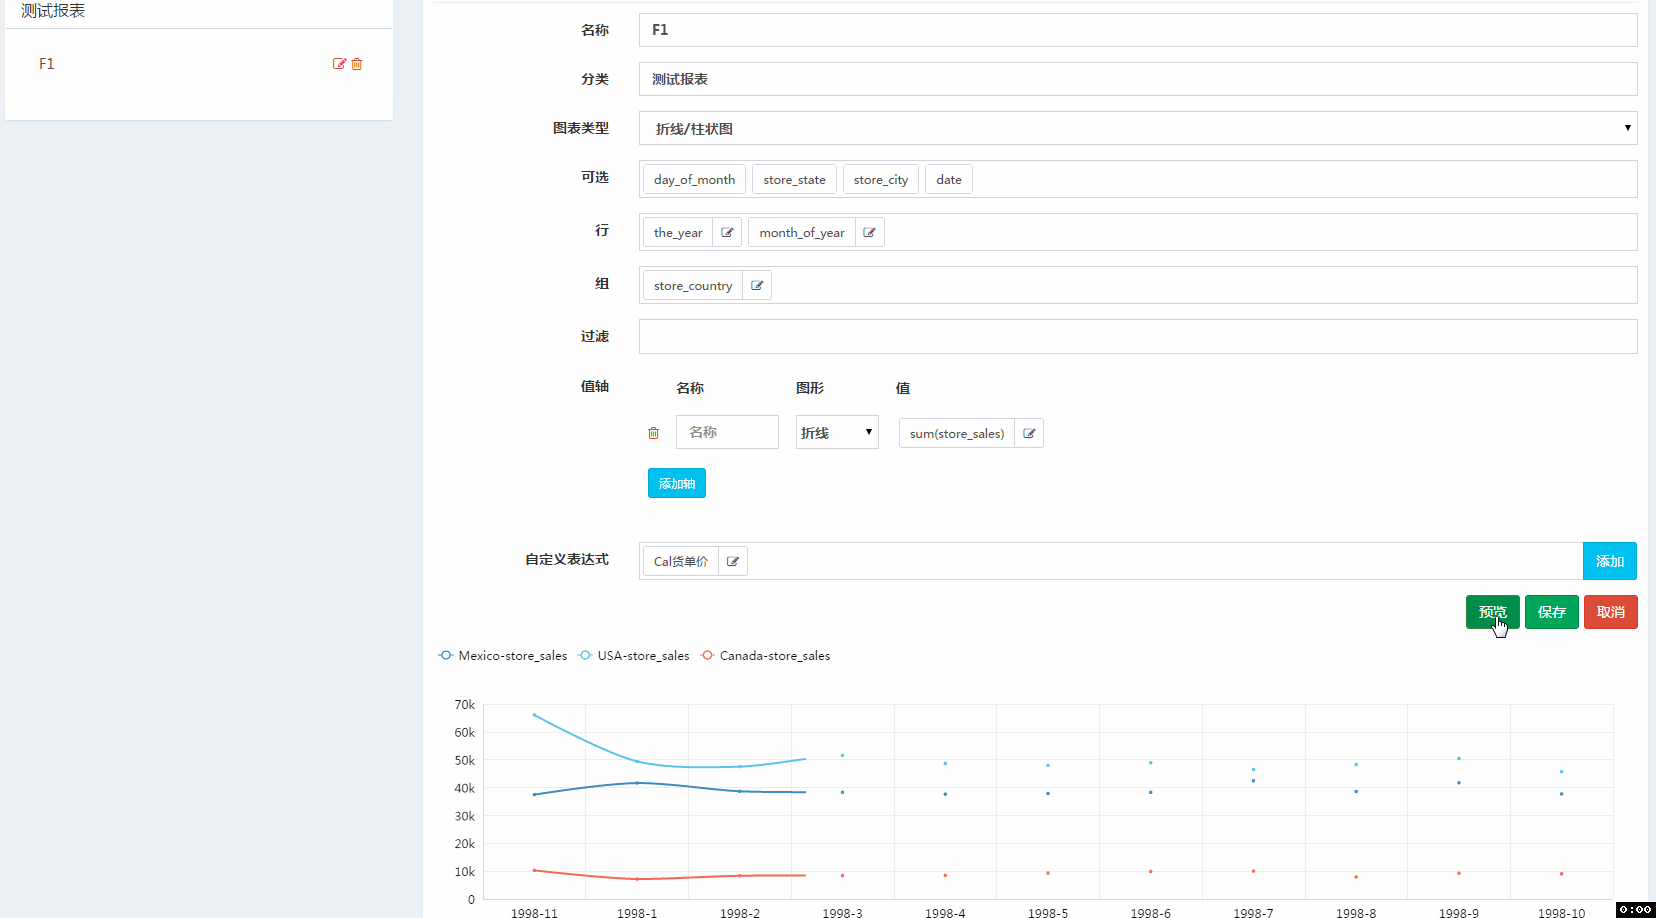 测试报表
F1
名称 F1
分类 测试报表
图表类型 折线/柱状图
可选 day_of_month store_state store_city date
行 the_year month_of_year
组 store_country
过滤
值轴 名称 图形 值
名称 折线 sum(store_sales)
添加轴
自定义表达式 Cal货单价 添加
预览 保存 取消
Mexico-store_sales USA-store_sales Canada-store_sales
70k
60k
50k
40k
30k
20k
10k
0
1998-11 1998-1 1998-2 1998-3 1998-4 1998-5 1998-6 1998-7 1998-8 1998-9 1998-10
0:00